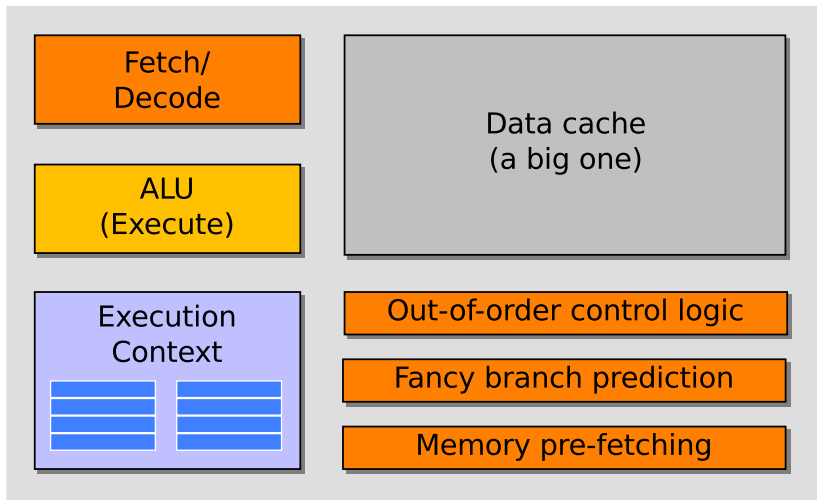 Fetch/
Decode
ALU
(Execute)
Execution
Context
Data cache
(a big one)
Out-of-order control logic
Fancy branch prediction
Memory pre-fetching